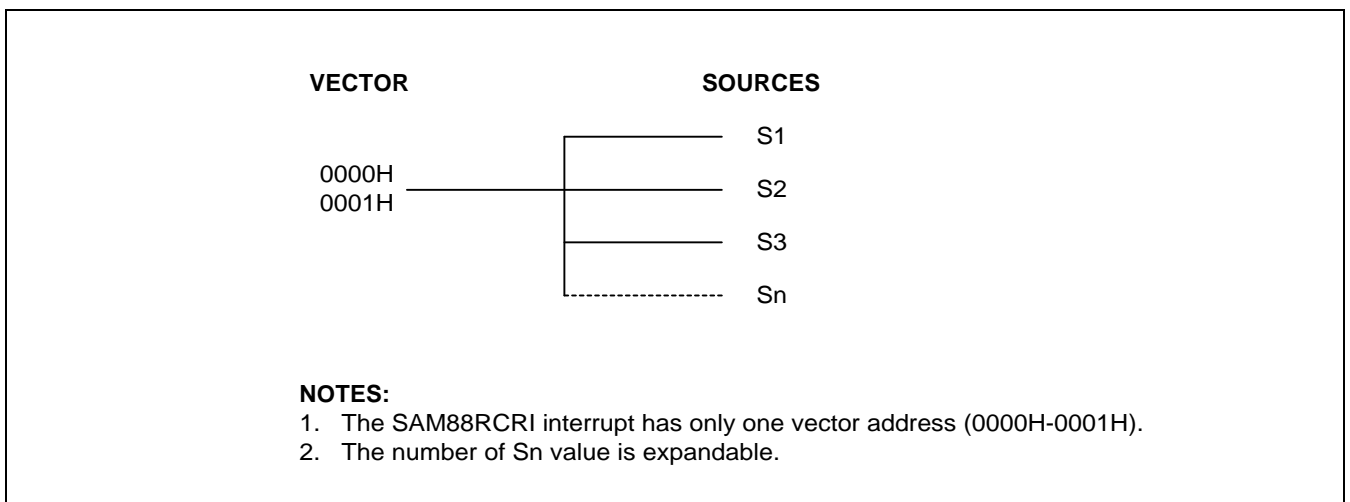 VECTOR SOURCES
S1
0000H
0001H
S2
S3
Sn
NOTES:
1. The SAM88RCRI interrupt has only one vector address (0000H-0001H).
2. The number of Sn value is expandable.